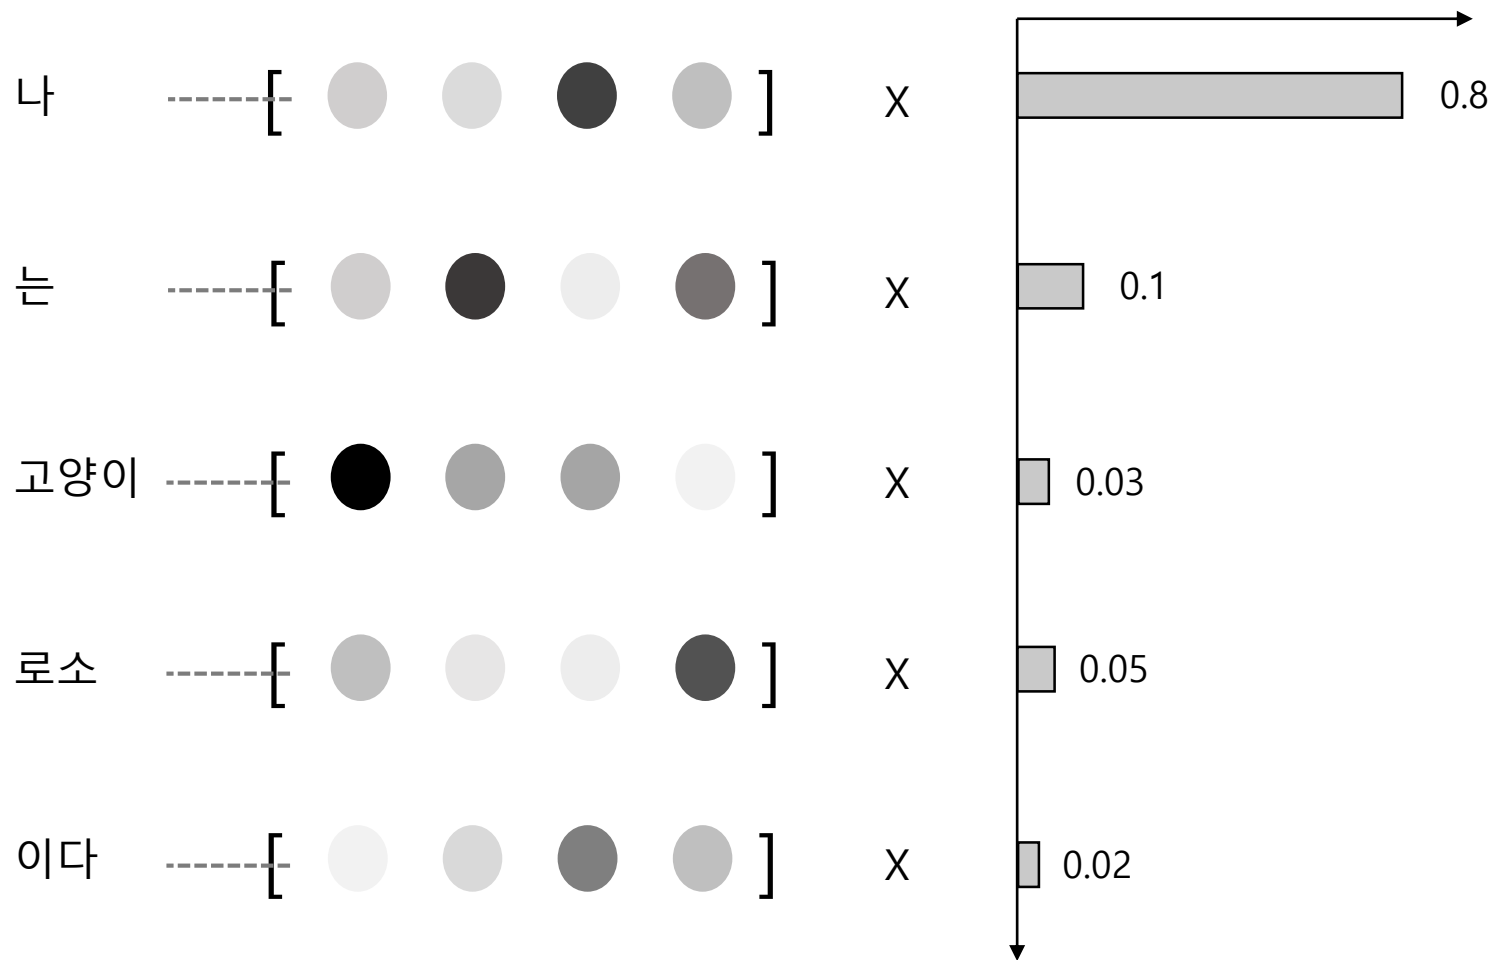 나 [ ] X 0.8
는 [ ] X 0.1
고양이 [ ] X 0.03
로소 [ ] X 0.05
이다 [ ] X 0.02